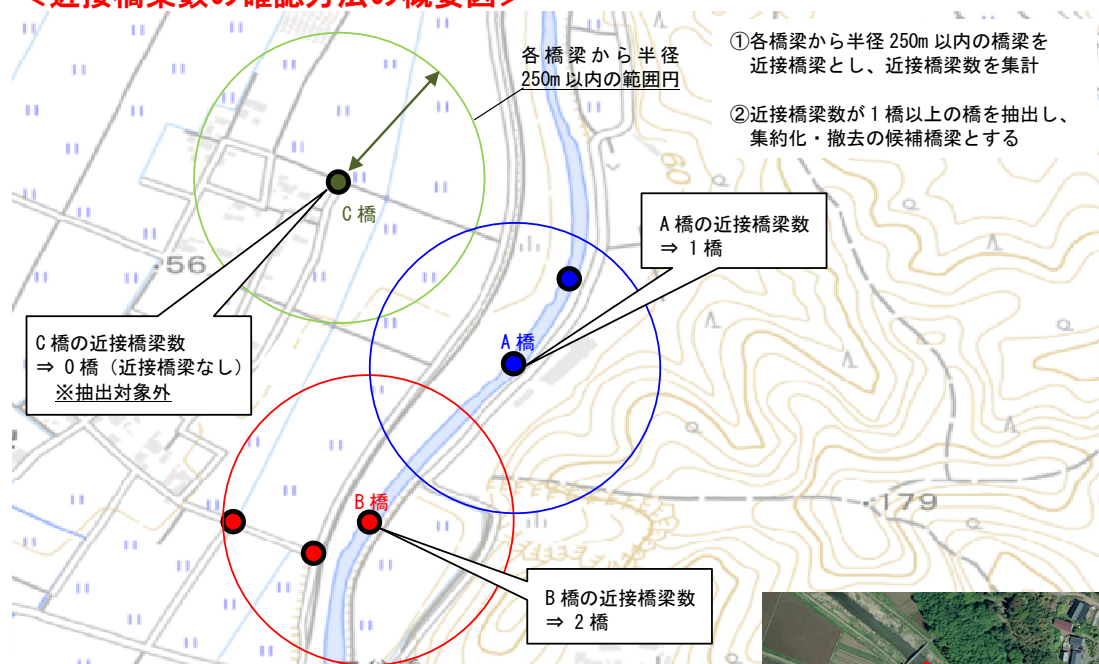 <近接橋梁数の確認方法の概要図>
各橋梁から半径
250m以内の範囲円
①各橋梁から半径 250m 以内の橋梁を
近接橋梁とし、近接橋梁数を集計
②近接橋梁数が1橋以上の橋を抽出し、
集約化・撤去の候補橋梁とする
C橋
A橋の近接橋梁数
⇒ 1橋
60
56
C橋の近接橋梁数
⇒ 0橋（近接橋梁なし）
※抽出対象外
A橋
B橋
179
B橋の近接橋梁数
⇒ 2橋